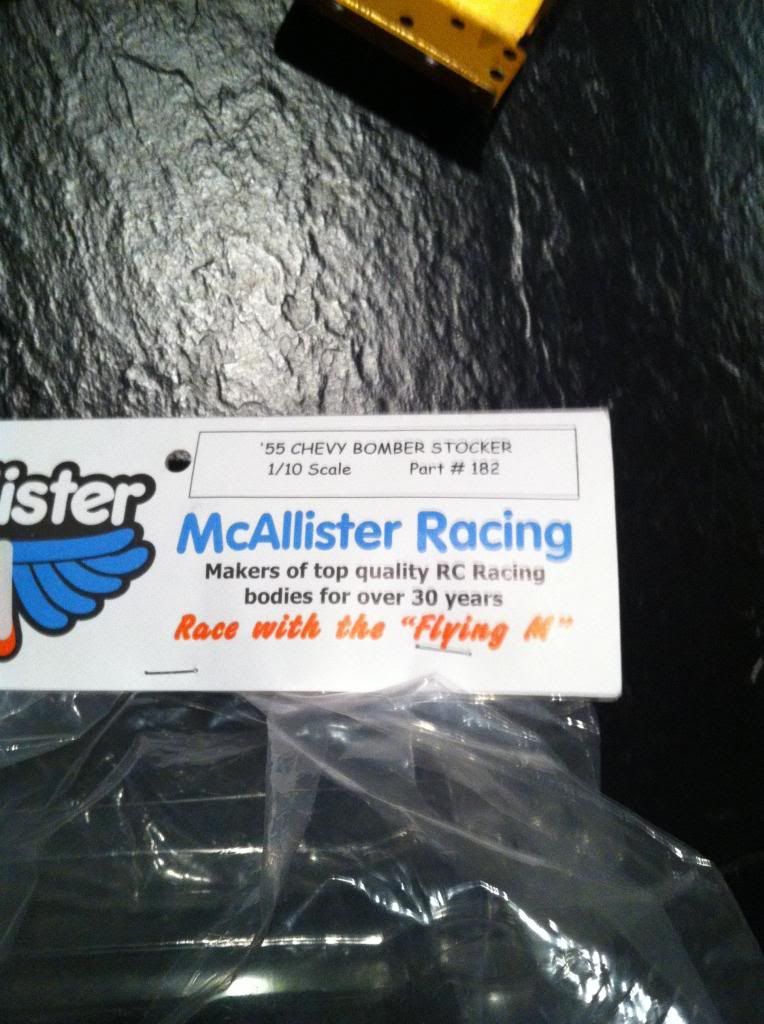 '55 CHEVY BOMBER STOCKER
1/10 Scale Part # 182
ister
McAllister Racing
Makers of top quality RC Racing
bodies for over 30 years
Race with the "Flying M"